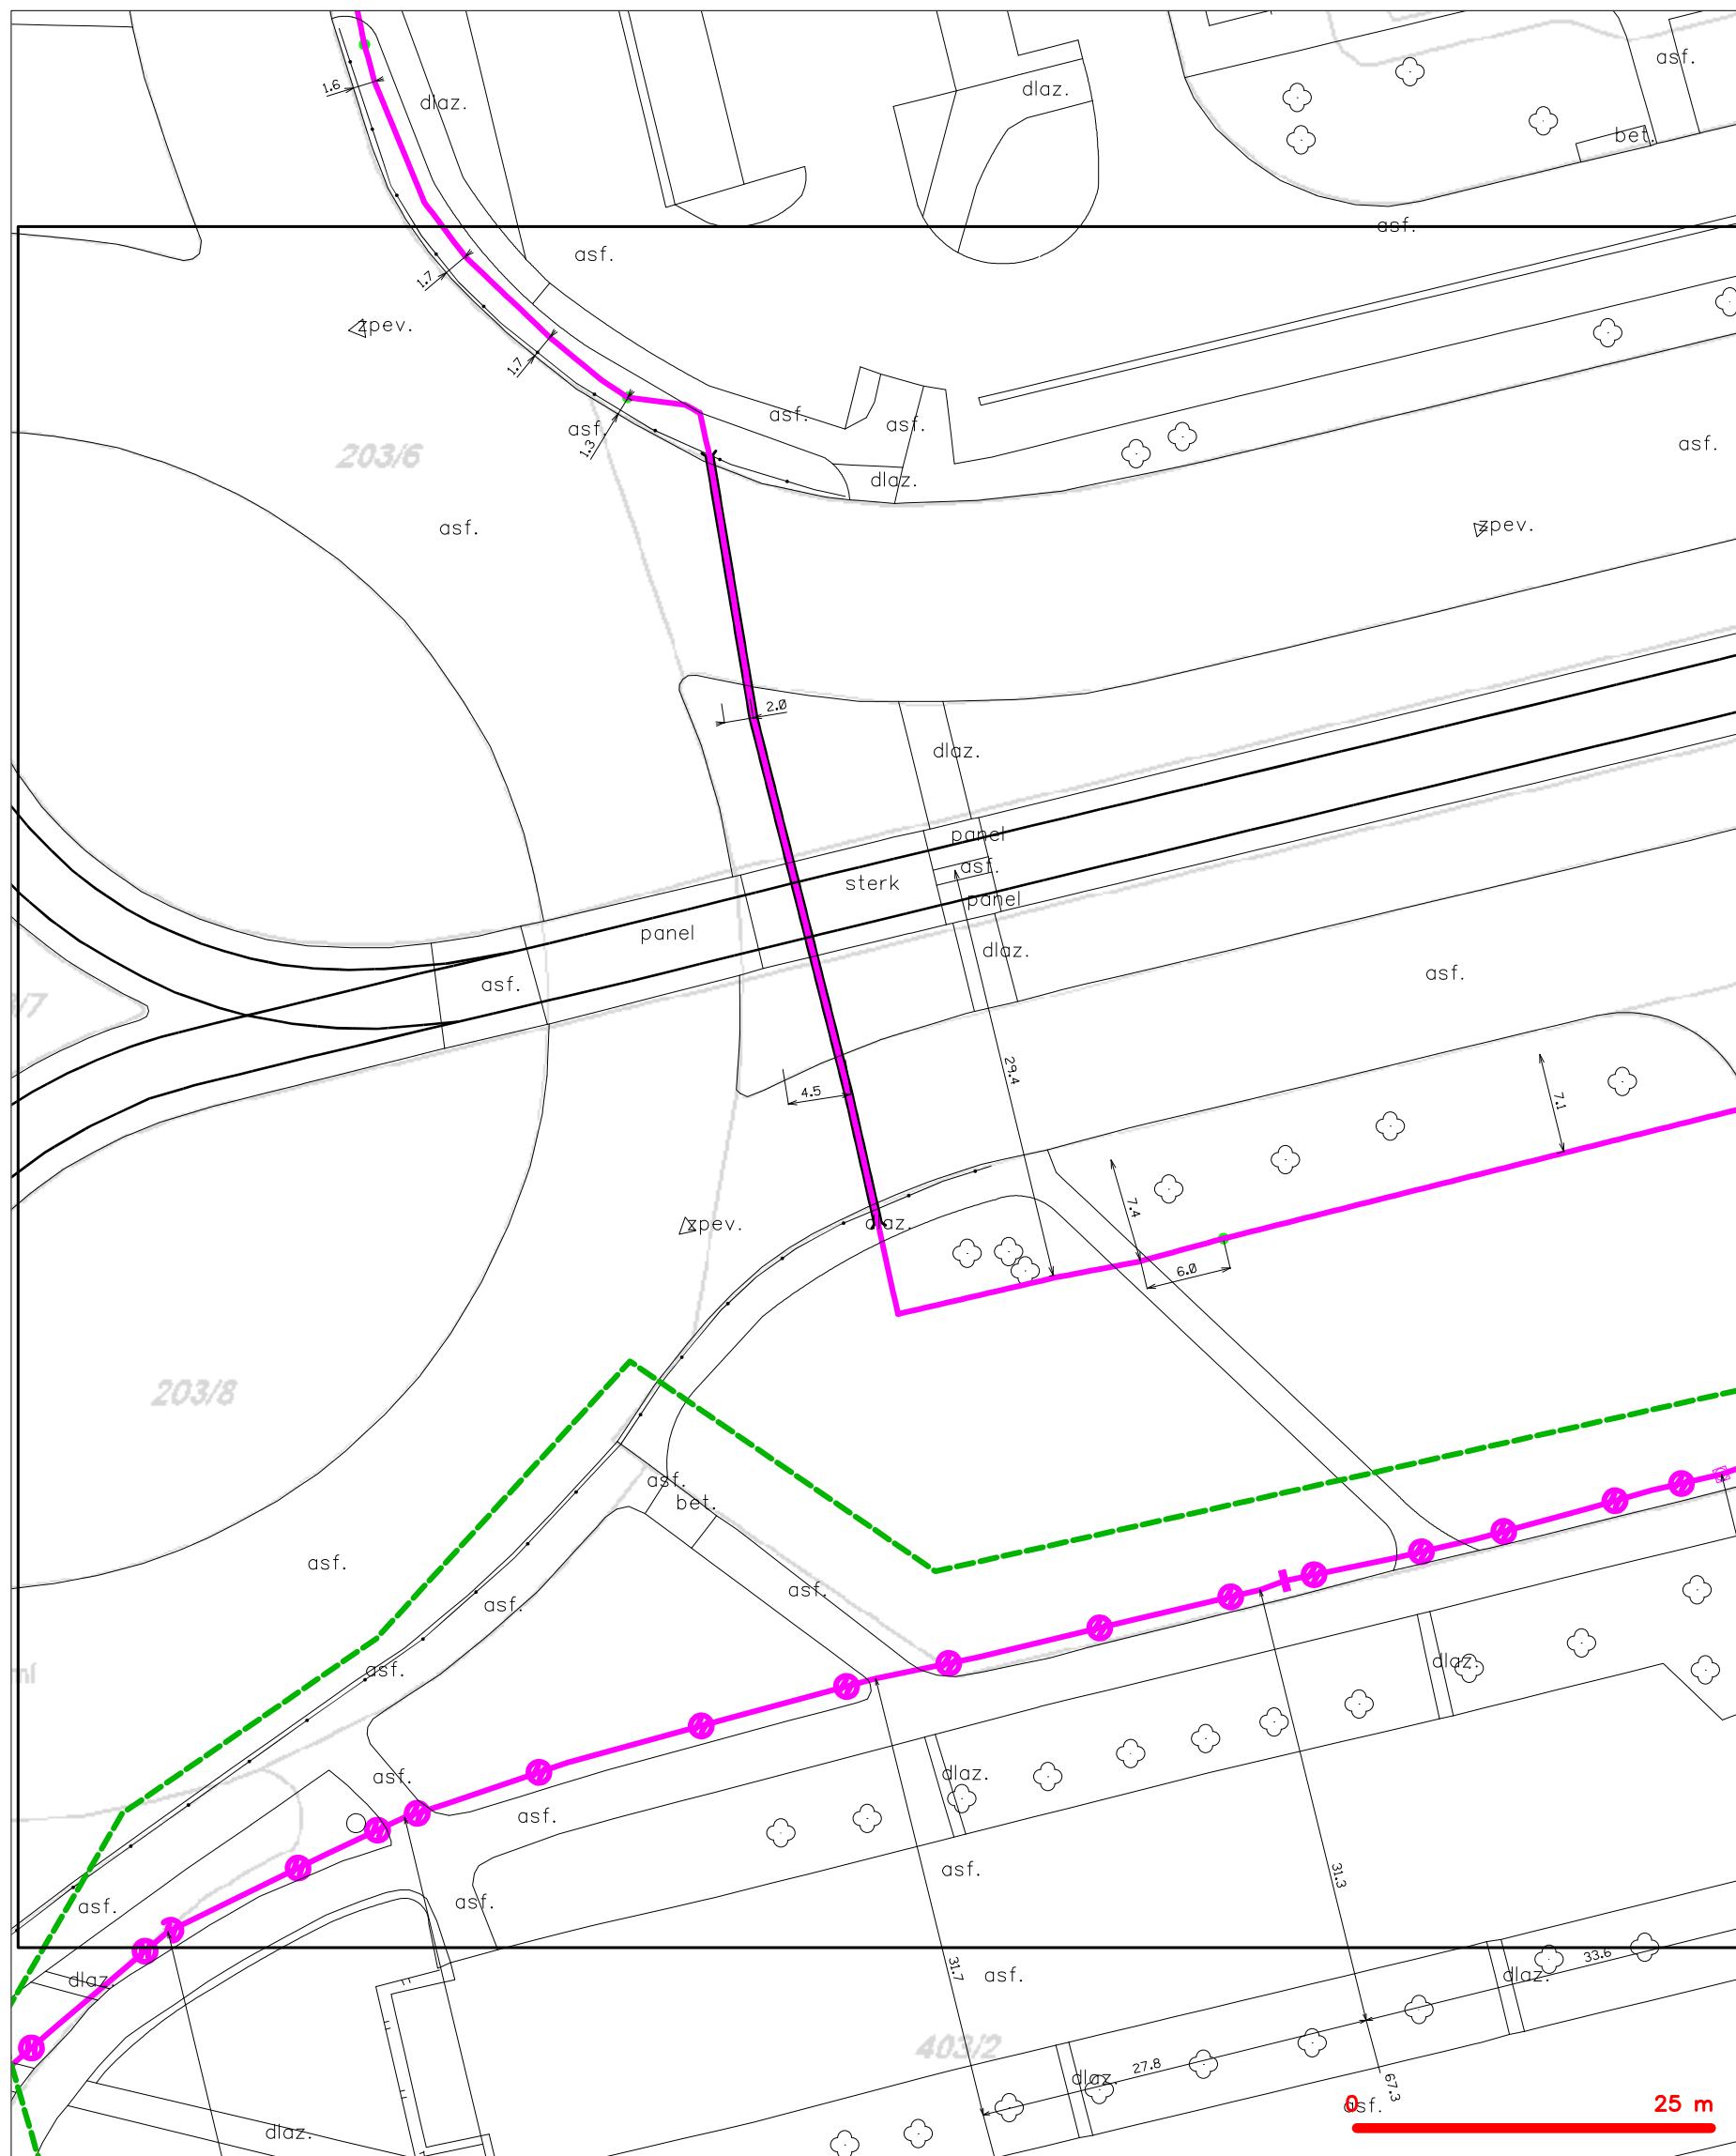 asf.
1.6
dlaz.
dlaz.
bet.
asf.
asf.
1.7
zpev.
1.7
asf.
asf.
asf.
1.3
asf.
203/6
dlaz.
asf.
zpev.
2.0
dlaz.
panel
asf.
sterk
panel
panel
dlaz.
asf.
asf.
/7
29.4
4.5
7.1
7.4
zpev.
dlaz.
6.0
203/8
asf.
bet.
asf.
asf.
asf.
asf.
dlaz.
asf.
dlaz.
asf.
asf.
31.3
asf.
asf.
33.6
31.7
asf.
dlaz.
dlaz.
403/2
27.8
dlaz.
67.3
0
25 m
asf.
dlaz.